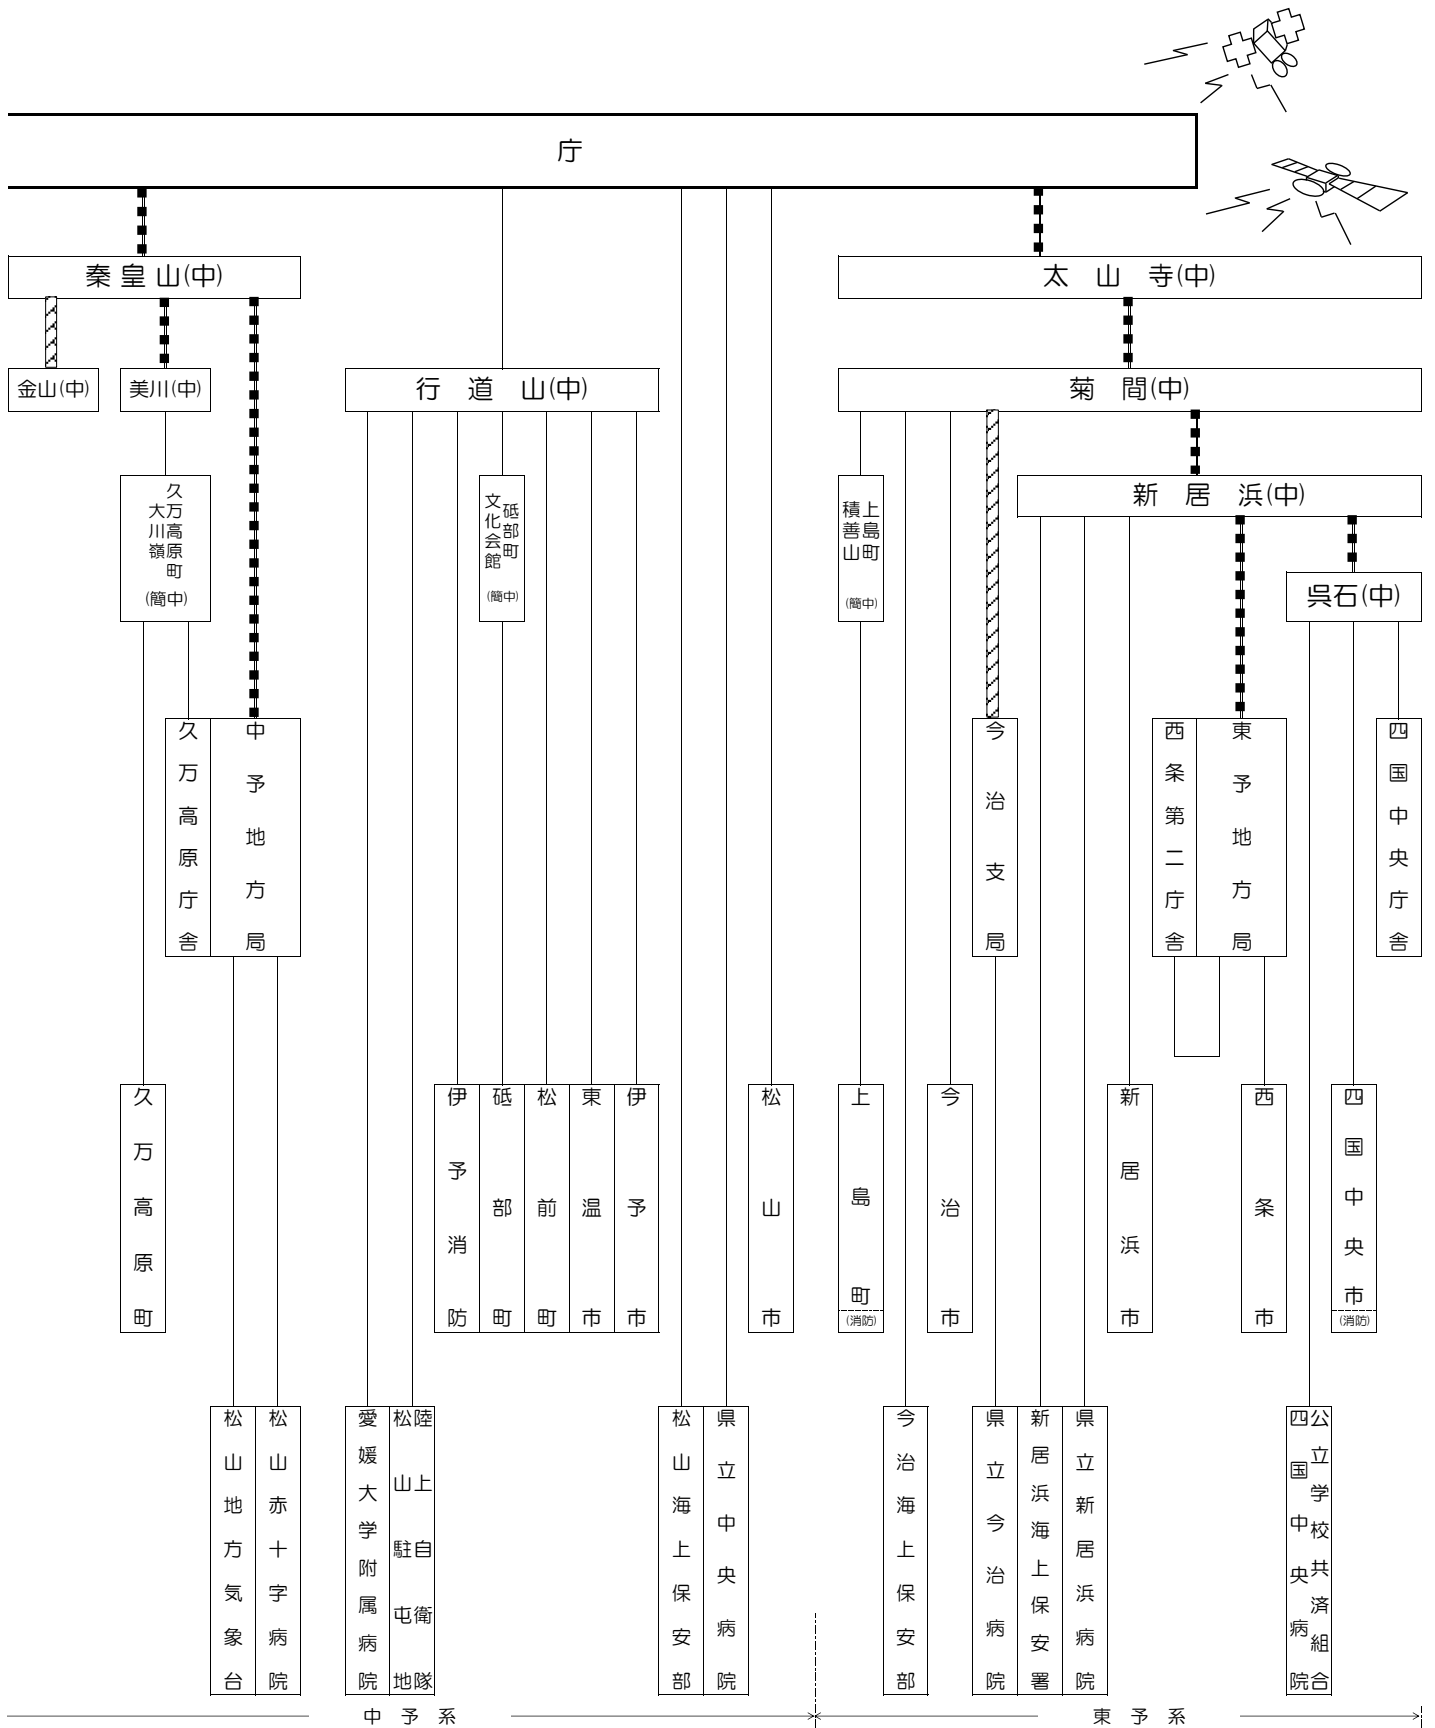 庁
秦皇山(中)
太山寺(中)
金山(中)
美川(中)
行道山(中)
菊間(中)
久万高原町
大川嶺
(簡中)
砥部町
文化会館
(簡中)
上島町
積善山
(簡中)
新居浜(中)
呉石(中)
久万高原庁舎
中予地方局
今治支局
西条第二庁舎
東予地方局
四国中央庁舎
久万高原町
伊予消防
砥部町
松前町
東温市
伊予市
松山市
上島町
(消防)
今治市
新居浜市
西条市
四国中央市
(消防)
松山地方気象台
松山赤十字病院
愛媛大学附属病院
陸上自衛隊
松山駐屯地
松山海上保安部
県立中央病院
今治海上保安部
県立今治病院
新居浜海上保安署
県立新居浜病院
公立学校共済組合
四国中央病院
中予系
東予系